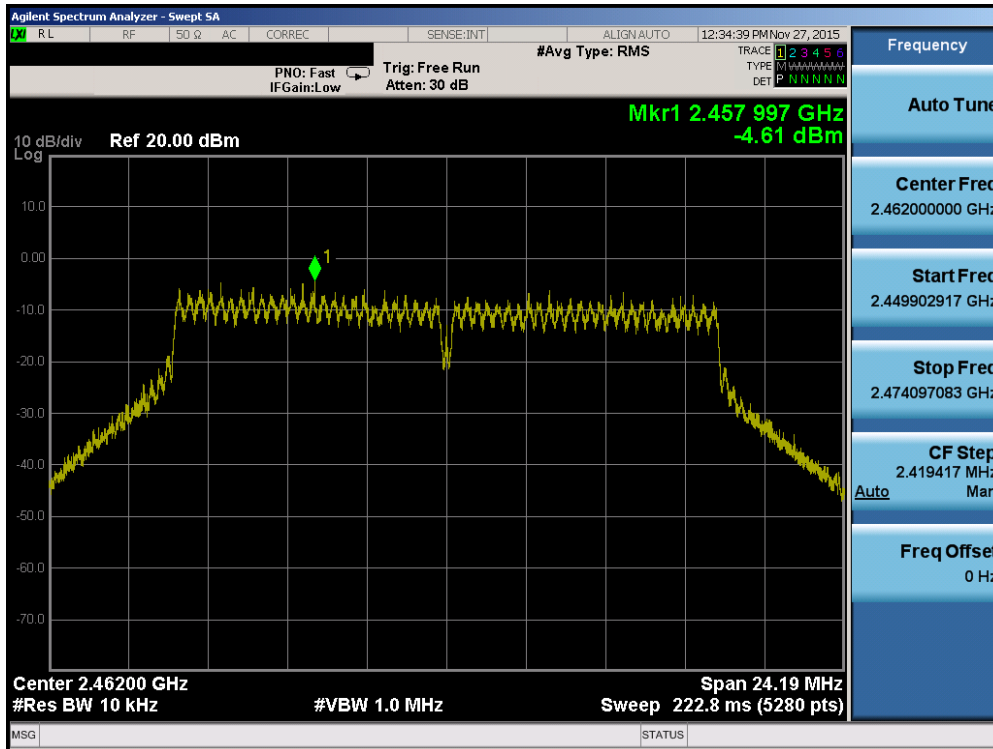 Agilent Spectrum Analyzer - Swept SA
LXI RL RF 50 Ω AC CORREC SENSE:INT ALIGNAUTO 12:34:39 PM Nov 27, 2015
#Avg Type: RMS TRACE 1 2 3 4 5 6
PNO: Fast Trig: Free Run TYPE M WWWWW
IFGain:Low Atten: 30 dB DET P N N N N N
Mkr1 2.457 997 GHz
-4.61 dBm
10 dB/div Ref 20.00 dBm
Log
10.0
0.00
1
-10.0
-20.0
-30.0
-40.0
-50.0
-60.0
-70.0
Center 2.46200 GHz Span 24.19 MHz
#Res BW 10 kHz #VBW 1.0 MHz Sweep 222.8 ms (5280 pts)
MSG STATUS
Frequency
Auto Tune
Center Freq
2.462000000 GHz
Start Freq
2.449902917 GHz
Stop Freq
2.474097083 GHz
CF Step
2.419417 MHz
Auto Man
Freq Offset
0 Hz